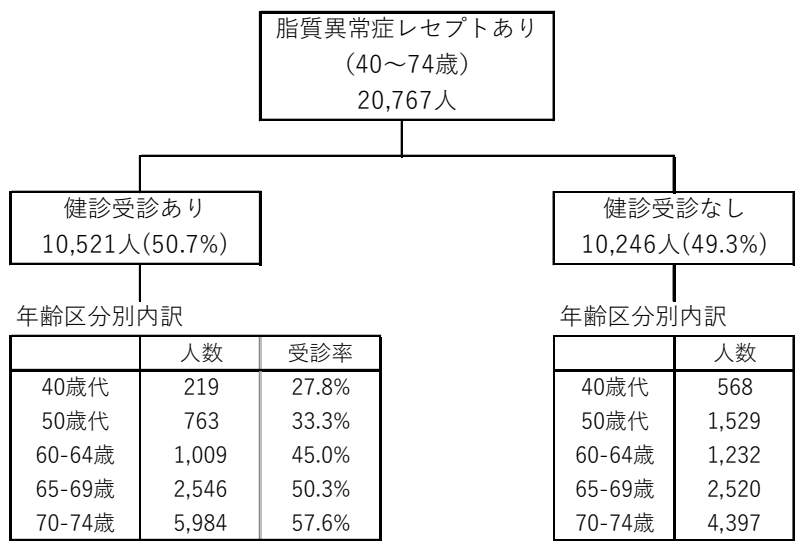 脂質異常症レセプトあり
(40～74歳)
20,767人
健診受診あり
10,521人(50.7%)
健診受診なし
10,246人(49.3%)
年齢区分別内訳
人数 受診率
40歳代 219 27.8%
50歳代 763 33.3%
60-64歳 1,009 45.0%
65-69歳 2,546 50.3%
70-74歳 5,984 57.6%
年齢区分別内訳
人数
40歳代 568
50歳代 1,529
60-64歳 1,232
65-69歳 2,520
70-74歳 4,397